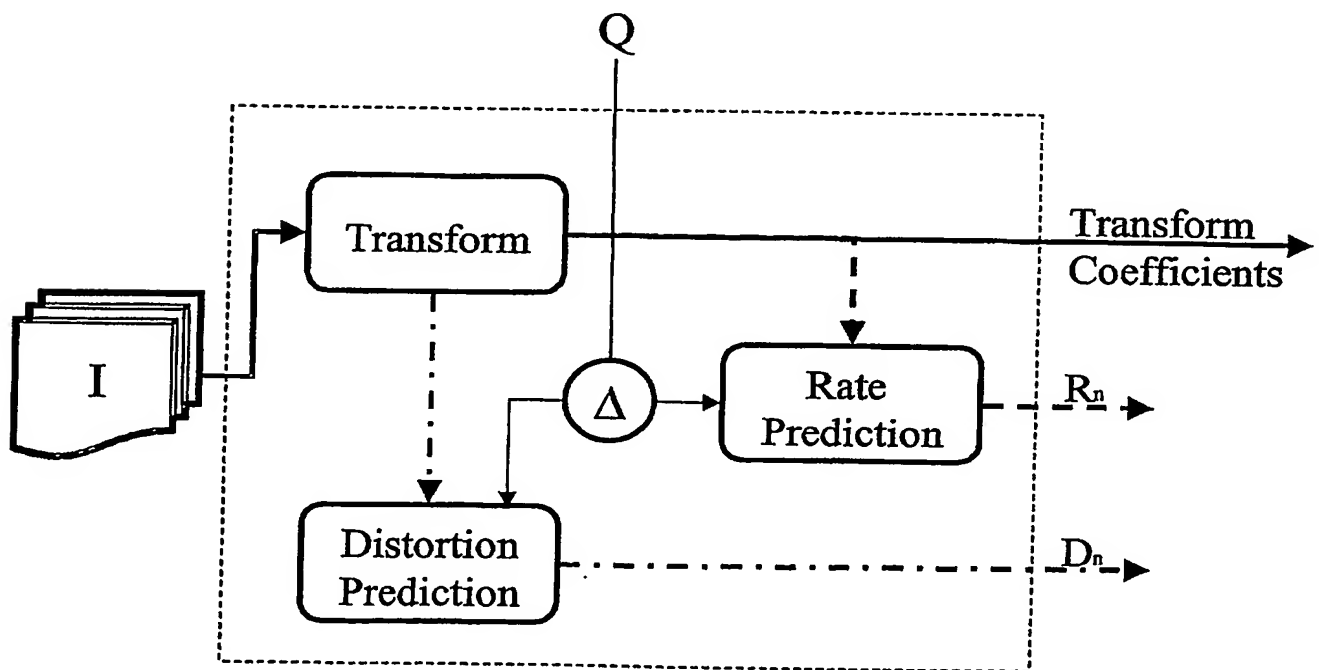 Q
Transform
Transform
Coefficients
I
Δ
Rate
Prediction
Rn
Distortion
Prediction
Dn